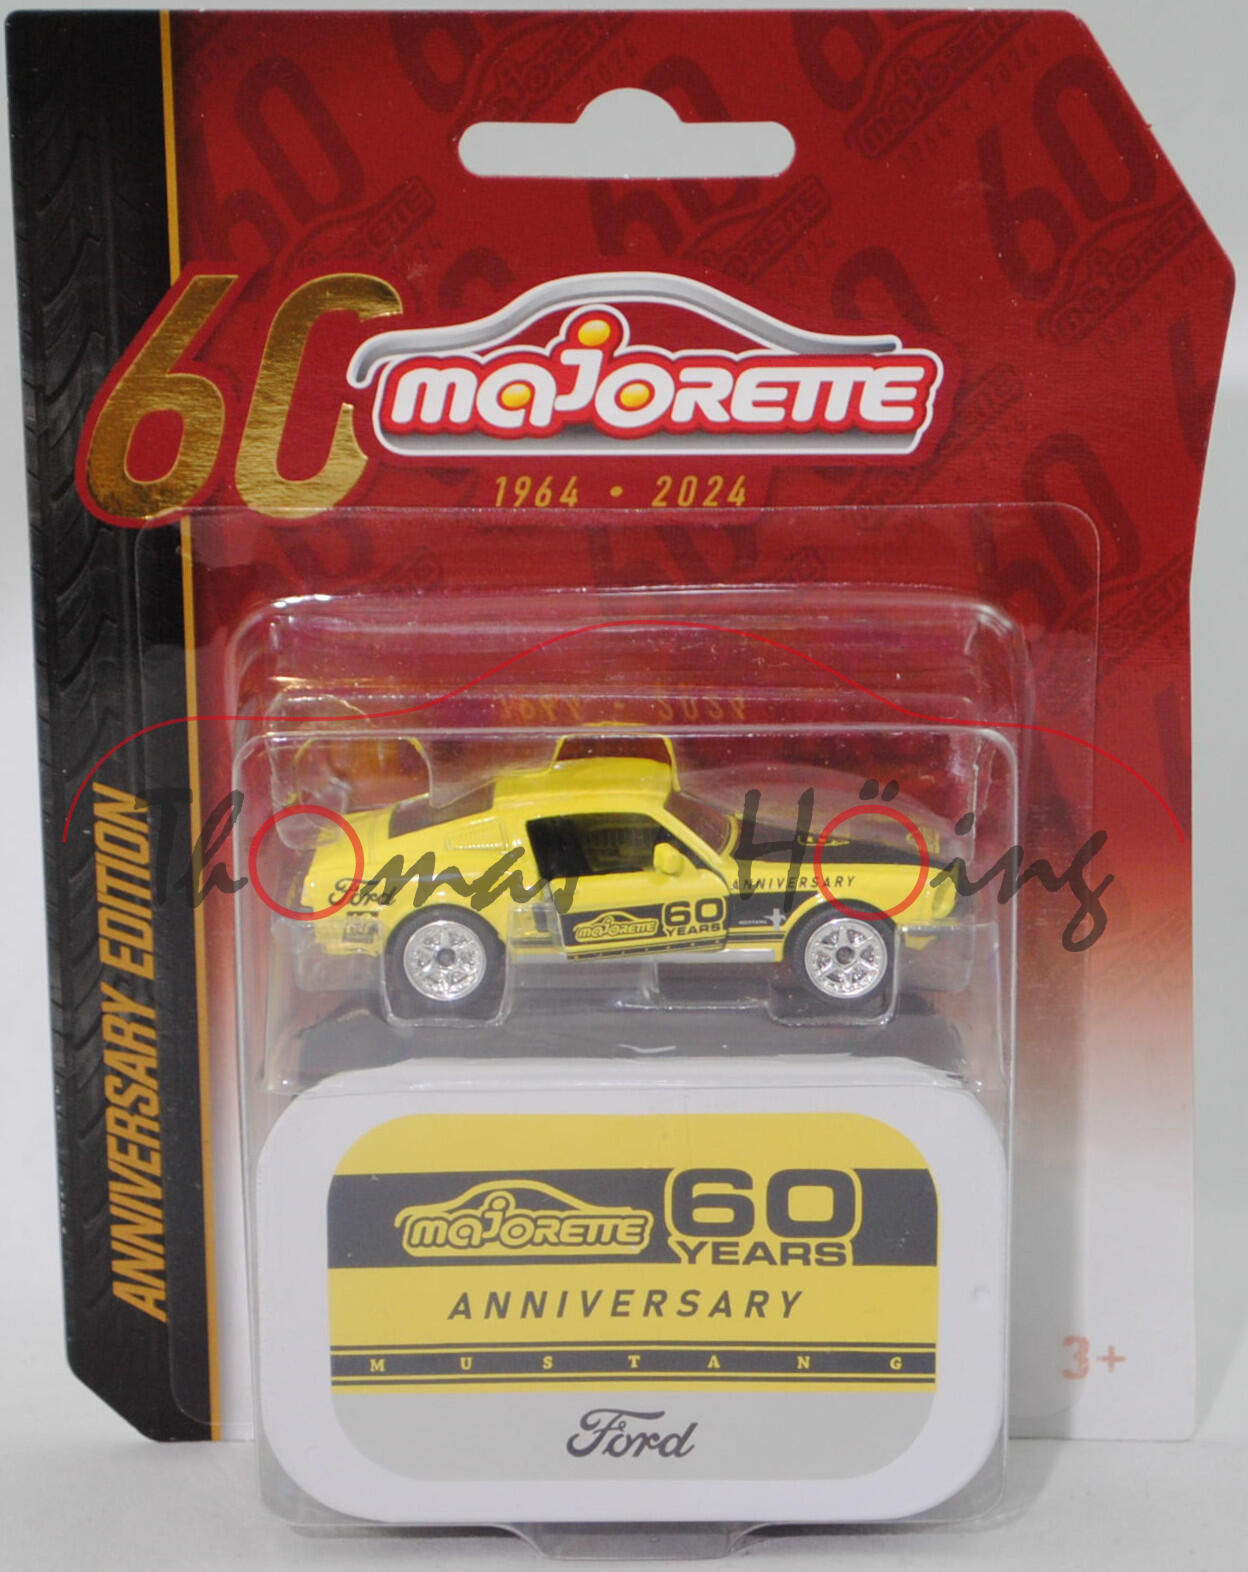 60
MAJORETTE
1964 • 2024
ANNIVERSARY EDITION
Thomas Höing
Ford
ANNIVERSARY
MAJORETTE 60 YEARS
MAJORETTE 60 YEARS
ANNIVERSARY
MUSTANG
Ford
3+